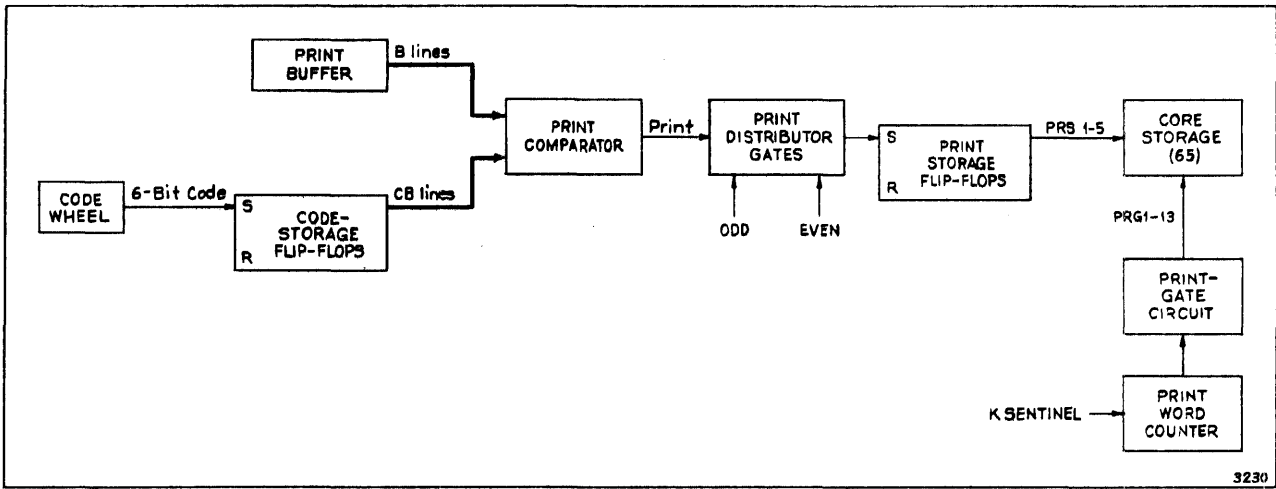 PRINT
BUFFER
B lines
CODE
WHEEL
6-Bit Code
S
R
CODE-
STORAGE
FLIP-FLOPS
CB lines
PRINT
COMPARATOR
Print
PRINT
DISTRIBUTOR
GATES
ODD
EVEN
S
R
PRINT
STORAGE
FLIP-FLOPS
PRS 1-5
CORE
STORAGE
(65)
PRG1-13
PRINT-
GATE
CIRCUIT
K SENTINEL
PRINT
WORD
COUNTER
3230